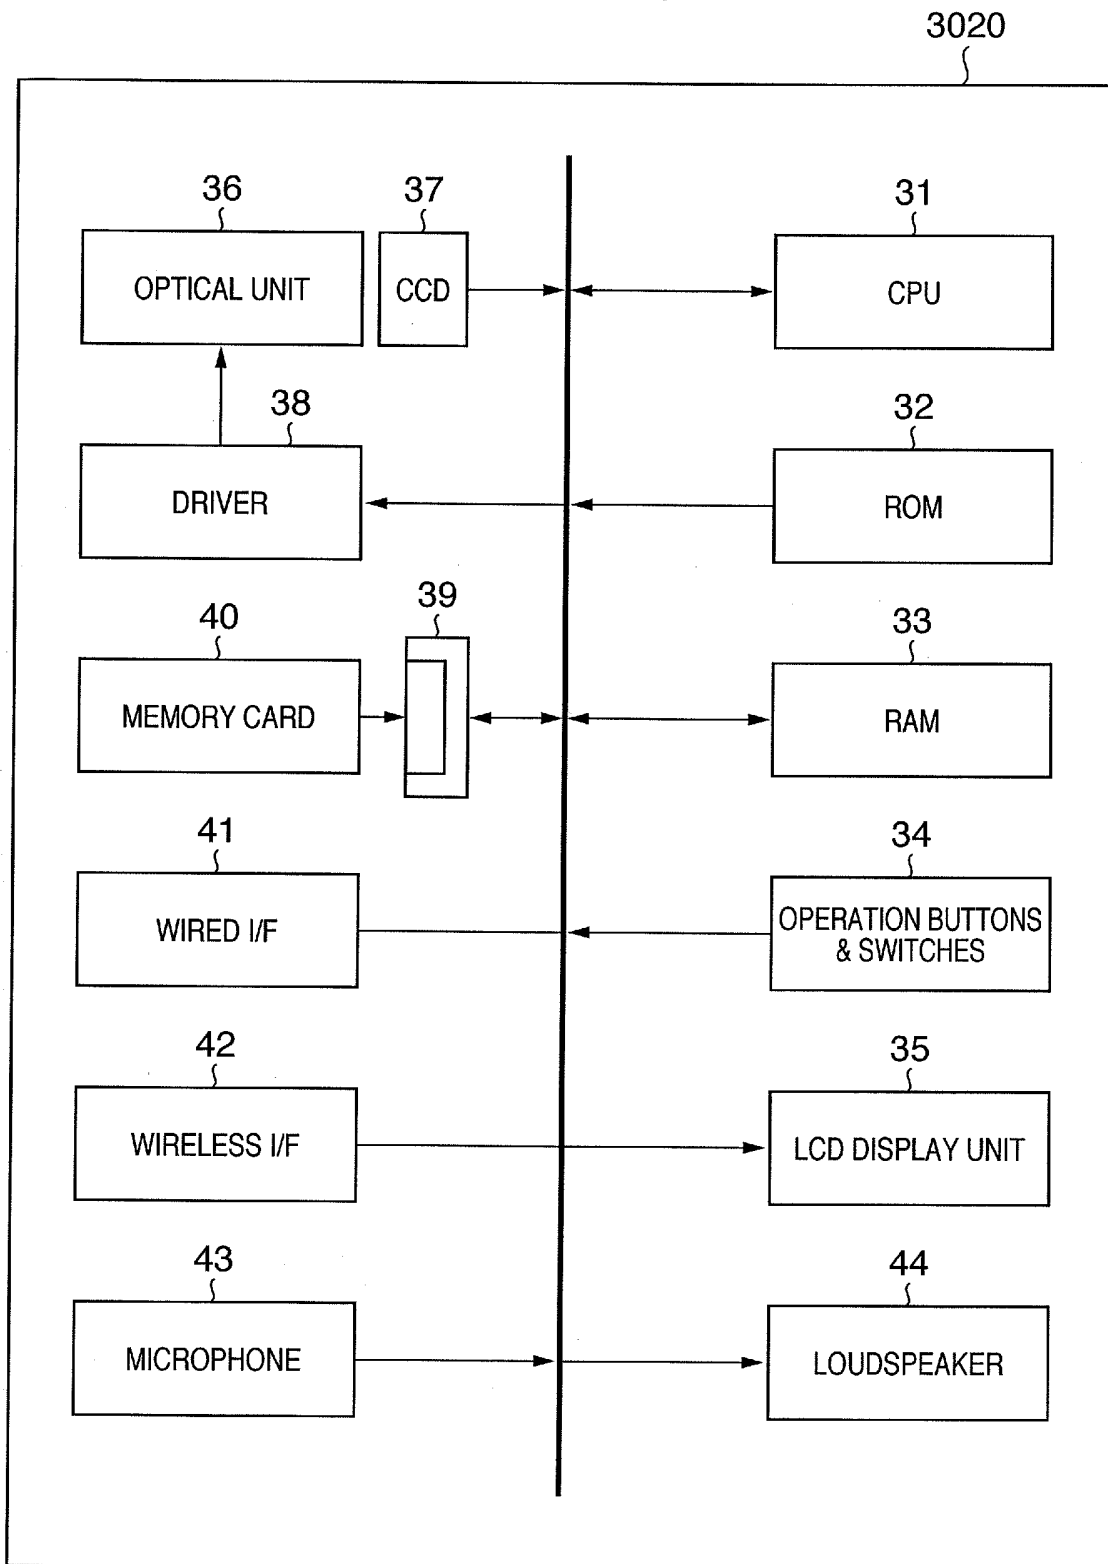 3020
36
37
31
OPTICAL UNIT
CCD
CPU
38
32
DRIVER
ROM
40
39
33
MEMORY CARD
RAM
41
34
WIRED I/F
OPERATION BUTTONS
& SWITCHES
42
35
WIRELESS I/F
LCD DISPLAY UNIT
43
44
MICROPHONE
LOUDSPEAKER